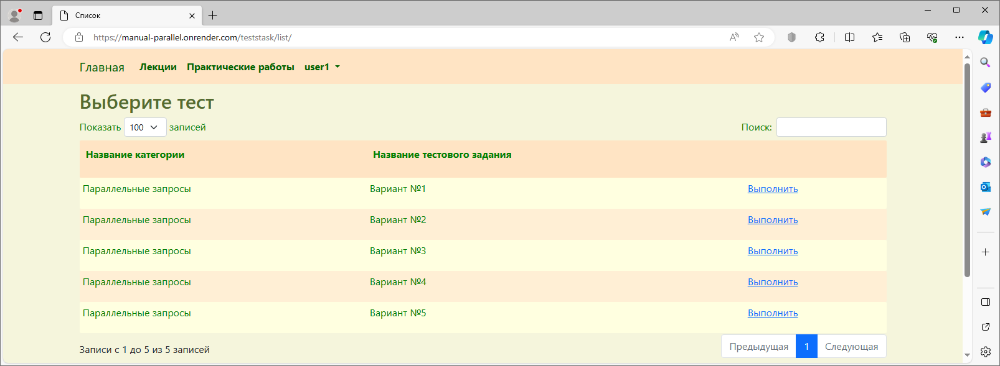 Список
https://manual-parallel.onrender.com/teststask/list/
Главная Лекции Практические работы user1
Выберите тест
Показать 100 записей Поиск:
Название категории Название тестового задания
Параллельные запросы Вариант №1 Выполнить
Параллельные запросы Вариант №2 Выполнить
Параллельные запросы Вариант №3 Выполнить
Параллельные запросы Вариант №4 Выполнить
Параллельные запросы Вариант №5 Выполнить
Записи с 1 до 5 из 5 записей Предыдущая 1 Следующая